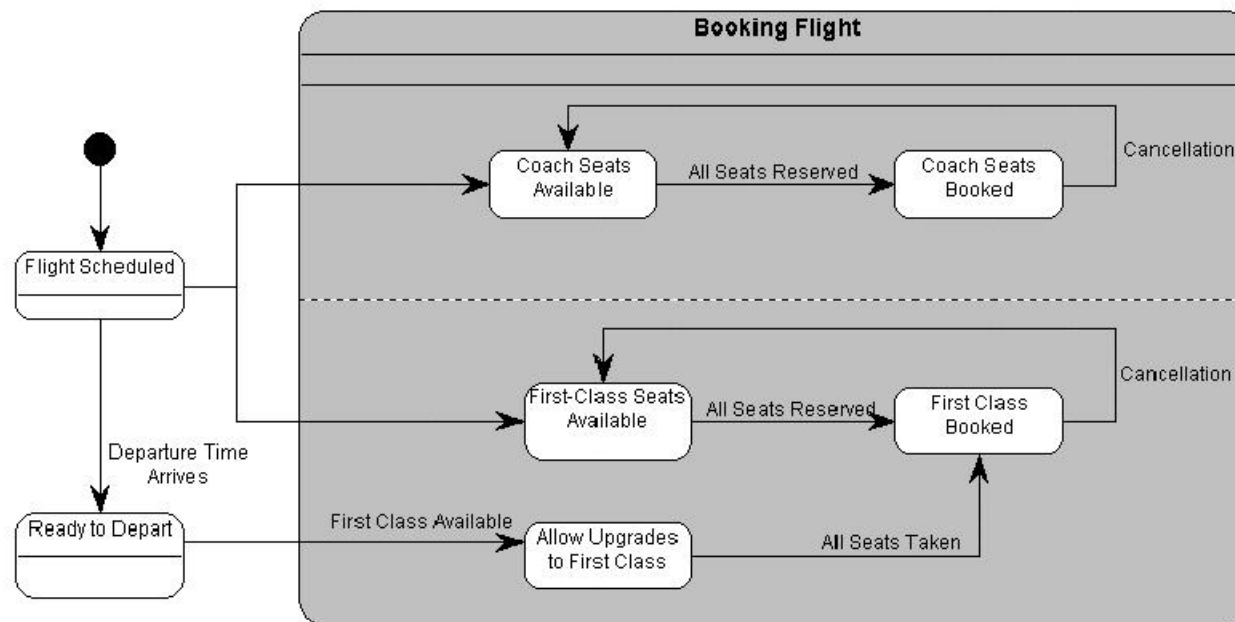 Booking Flight
Coach Seats
Available
All Seats Reserved
Coach Seats
Booked
Cancellation
Flight Scheduled
First-Class Seats
Available
All Seats Reserved
First Class
Booked
Cancellation
Departure Time
Arrives
Ready to Depart
First Class Available
Allow Upgrades
to First Class
All Seats Taken